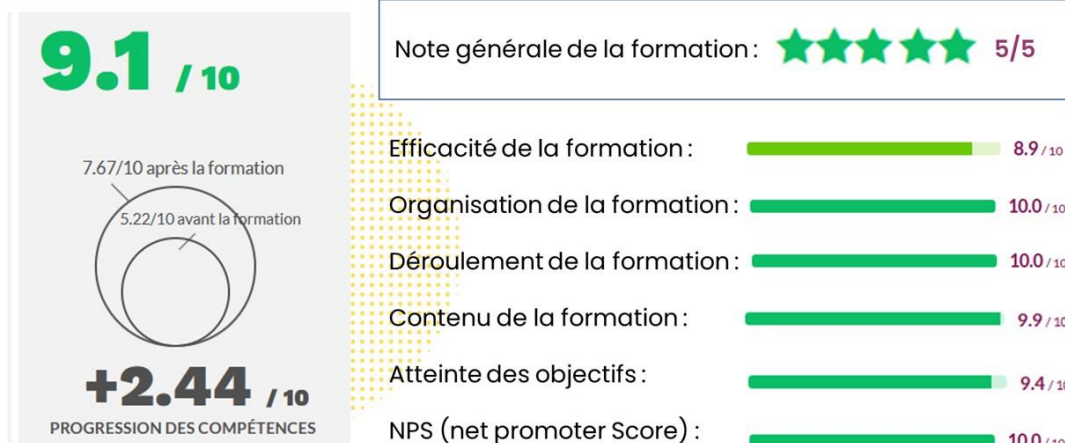 9.1 / 10
7.67/10 après la formation
5.22/10 avant la formation
+2.44 / 10
PROGRESSION DES COMPÉTENCES
Note générale de la formation : 5/5
Efficacité de la formation : 8.9 / 10
Organisation de la formation : 10.0 / 10
Déroulement de la formation : 10.0 / 10
Contenu de la formation : 9.9 / 10
Atteinte des objectifs : 9.4 / 10
NPS (net promoter Score) : 10.0 / 10